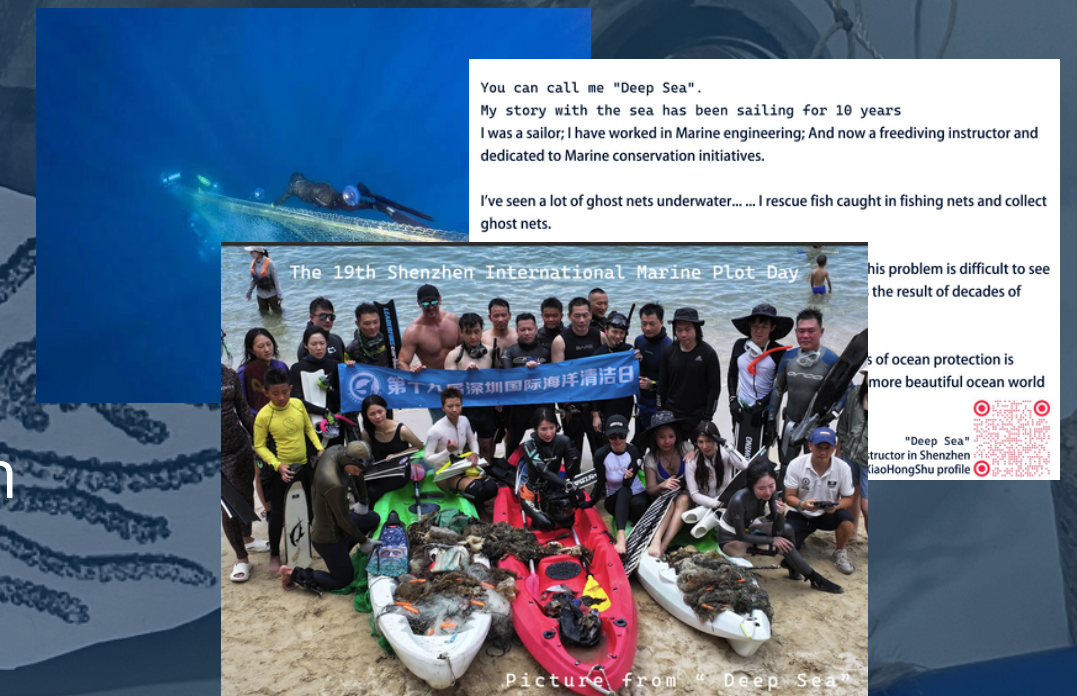 You can call me "Deep Sea".
My story with the sea has been sailing for 10 years
I was a sailor; I have worked in Marine engineering; And now a freediving instructor and
dedicated to Marine conservation initiatives.
I've seen a lot of ghost nets underwater... ... I rescue fish caught in fishing nets and collect
ghost nets.
his problem is difficult to see
the result of decades of
s of ocean protection is
more beautiful ocean world
"Deep Sea"
structor in Shenzhen
XiaoHongShu profile
The 19th Shenzhen International Marine Plot Day
第十八届深圳国际海洋清洁日
Picture from “ Deep Sea”
n